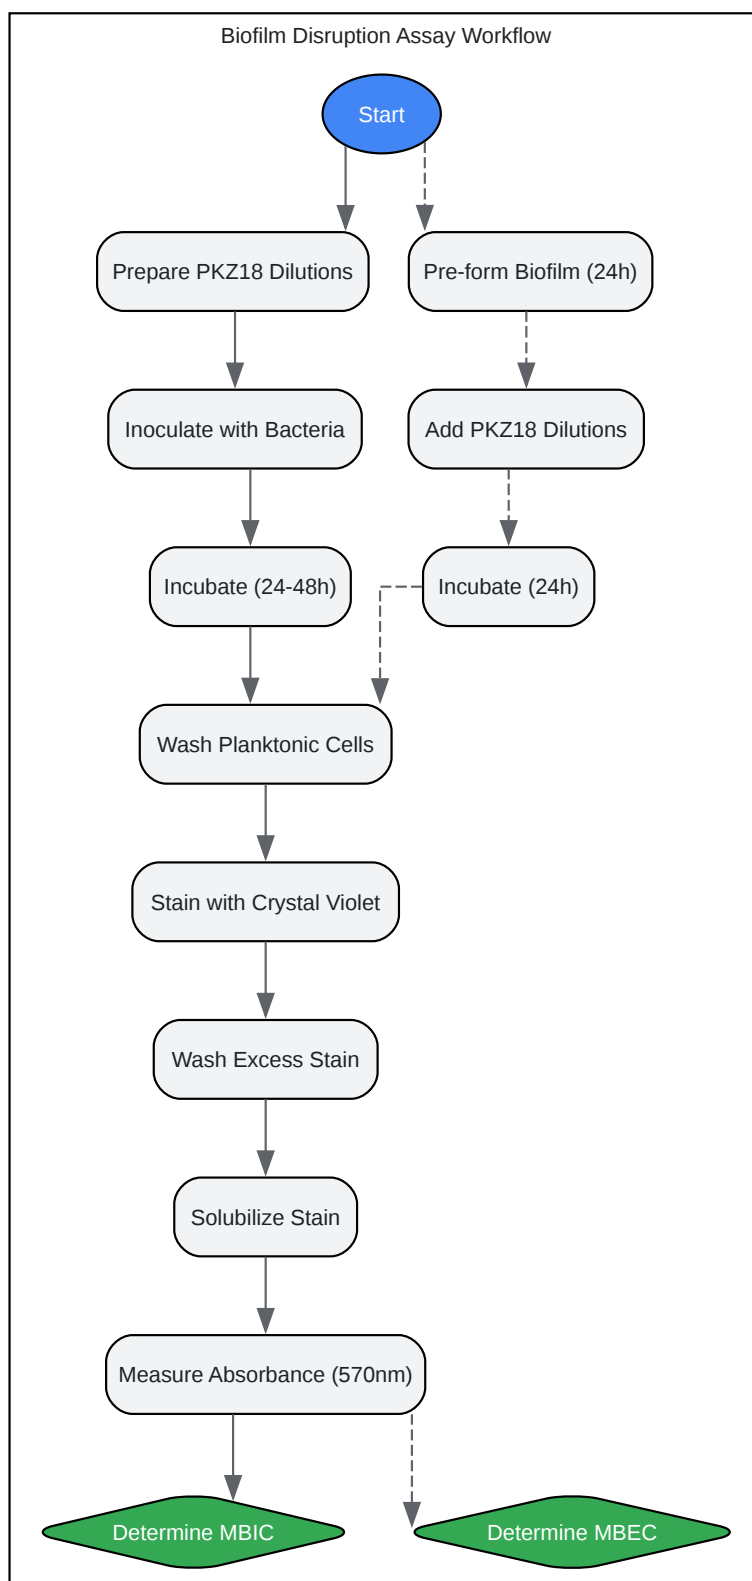 Biofilm Disruption Assay Workflow
Start
Prepare PKZ18 Dilutions
Pre-form Biofilm (24h)
Inoculate with Bacteria
Add PKZ18 Dilutions
Incubate (24-48h)
Incubate (24h)
Wash Planktonic Cells
Stain with Crystal Violet
Wash Excess Stain
Solubilize Stain
Measure Absorbance (570nm)
Determine MBIC
Determine MBEC